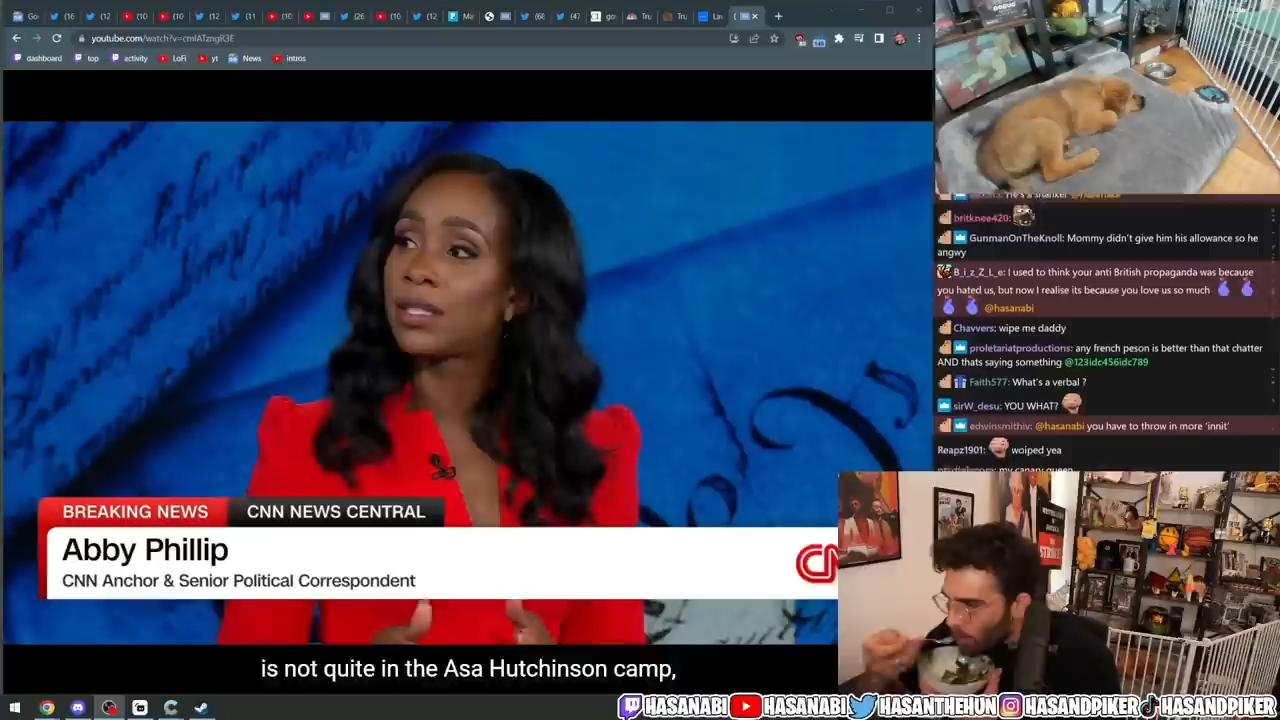 youtube.com/watch?v=cmlATzngR3E
dashboard
top
activity
LoFi
yt
News
intros
britknee420:
GunmanOnTheKnoll: Mommy didn't give him his allowance so he
angwy
B_i_z_Z_L_e: I used to think your anti British propaganda was because
you hated us, but now I realise its because you love us so much
@hasanabi
Chavvers: wipe me daddy
proletariatproductions: any french peson is better than that chatter
AND thats saying something @123idc456idc789
Faith577: What's a verbal ?
sirW_desu: YOU WHAT?
edwinsmithiv: @hasanabi you have to throw in more 'innit'
Reapz1901: woiped yea
BREAKING NEWS
CNN NEWS CENTRAL
Abby Phillip
CNN Anchor & Senior Political Correspondent
is not quite in the Asa Hutchinson camp,
HASANABI
HASANABI
HASANTHEHUN
HASANDPIKER
HASANDPIKER